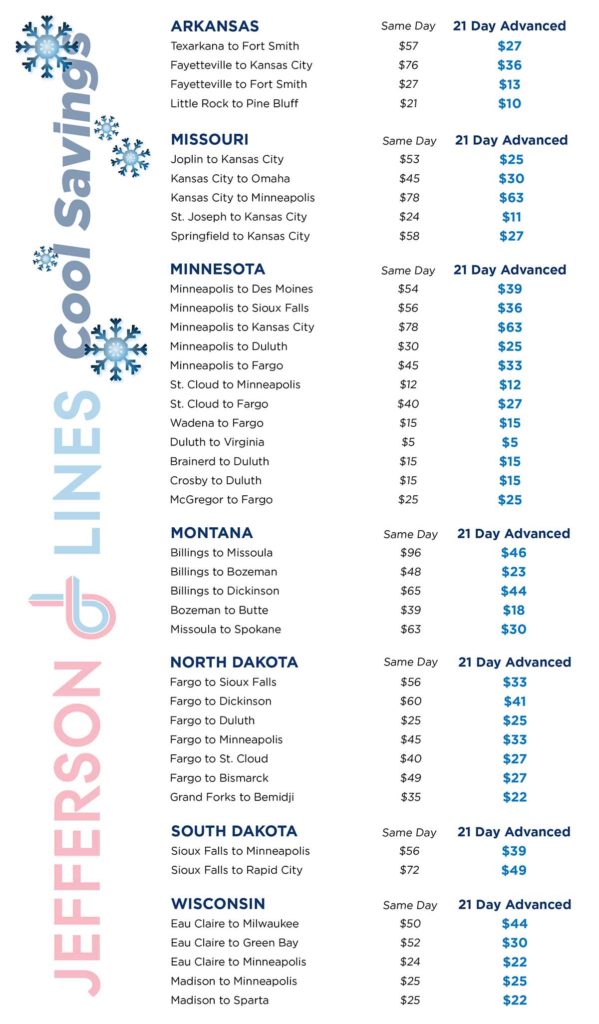 JEFFERSON LINES Cool Savings
ARKANSAS Same Day 21 Day Advanced
Texarkana to Fort Smith $57 $27
Fayetteville to Kansas City $76 $36
Fayetteville to Fort Smith $27 $13
Little Rock to Pine Bluff $21 $10
MISSOURI Same Day 21 Day Advanced
Joplin to Kansas City $53 $25
Kansas City to Omaha $45 $30
Kansas City to Minneapolis $78 $63
St. Joseph to Kansas City $24 $11
Springfield to Kansas City $58 $27
MINNESOTA Same Day 21 Day Advanced
Minneapolis to Des Moines $54 $39
Minneapolis to Sioux Falls $56 $36
Minneapolis to Kansas City $78 $63
Minneapolis to Duluth $30 $25
Minneapolis to Fargo $45 $33
St. Cloud to Minneapolis $12 $12
St. Cloud to Fargo $40 $27
Wadena to Fargo $15 $15
Duluth to Virginia $5 $5
Brainerd to Duluth $15 $15
Crosby to Duluth $15 $15
McGregor to Fargo $25 $25
MONTANA Same Day 21 Day Advanced
Billings to Missoula $96 $46
Billings to Bozeman $48 $23
Billings to Dickinson $65 $44
Bozeman to Butte $39 $18
Missoula to Spokane $63 $30
NORTH DAKOTA Same Day 21 Day Advanced
Fargo to Sioux Falls $56 $33
Fargo to Dickinson $60 $41
Fargo to Duluth $25 $25
Fargo to Minneapolis $45 $33
Fargo to St. Cloud $40 $27
Fargo to Bismarck $49 $27
Grand Forks to Bemidji $35 $22
SOUTH DAKOTA Same Day 21 Day Advanced
Sioux Falls to Minneapolis $56 $39
Sioux Falls to Rapid City $72 $49
WISCONSIN Same Day 21 Day Advanced
Eau Claire to Milwaukee $50 $44
Eau Claire to Green Bay $52 $30
Eau Claire to Minneapolis $24 $22
Madison to Minneapolis $25 $25
Madison to Sparta $25 $22